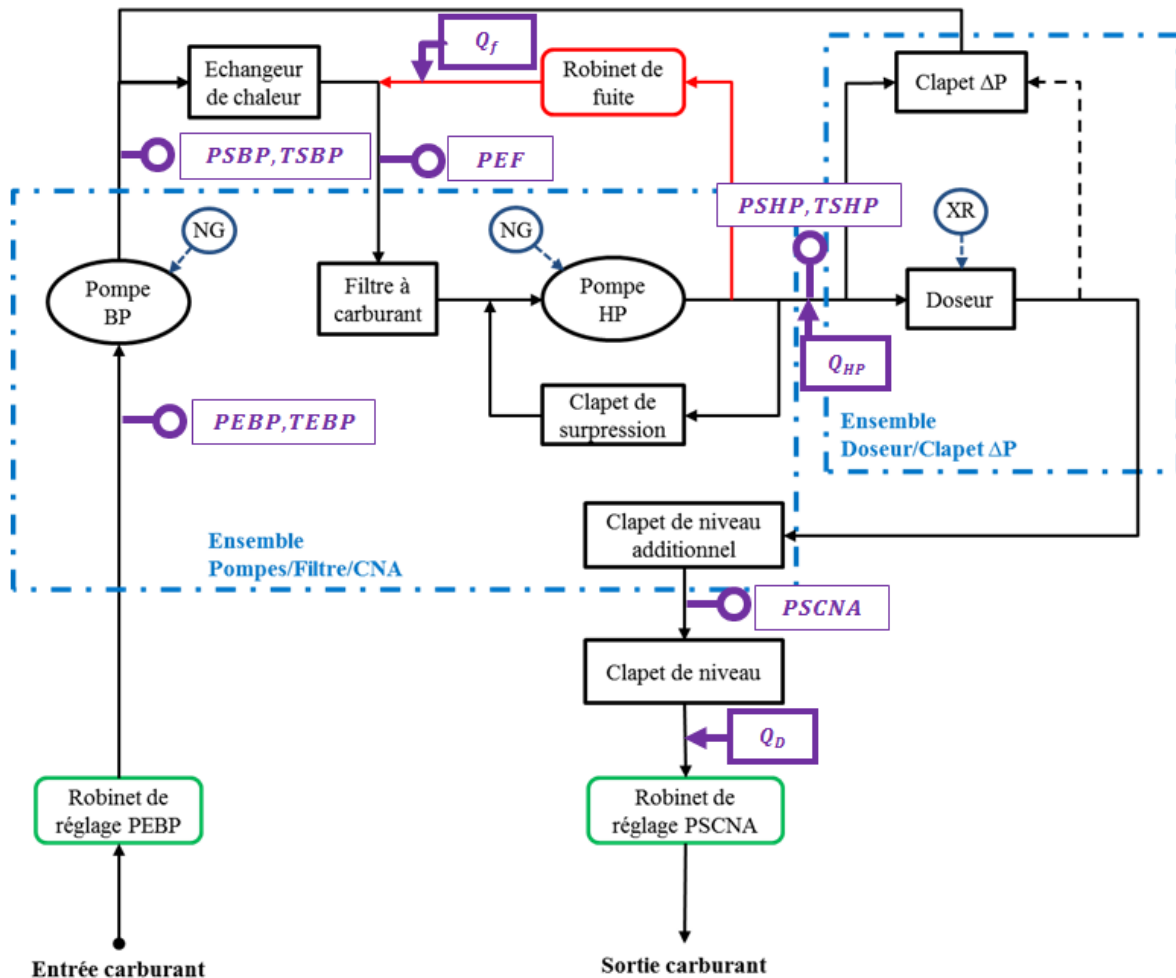 Q_f
Echangeur
de chaleur
Robinet de
fuite
Clapet ΔP
PSBP,TSBP
PEF
PSHP,TSHP
XR
NG
NG
Pompe
BP
Filtre à
carburant
Pompe
HP
Doseur
Q_HP
PEBP,TEBP
Clapet de
surpression
Ensemble
Doseur/Clapet ΔP
Clapet de niveau
additionnel
Ensemble
Pompes/Filtre/CNA
PSCNA
Clapet de niveau
Q_D
Robinet de
réglage PEBP
Robinet de
réglage PSCNA
Entrée carburant
Sortie carburant